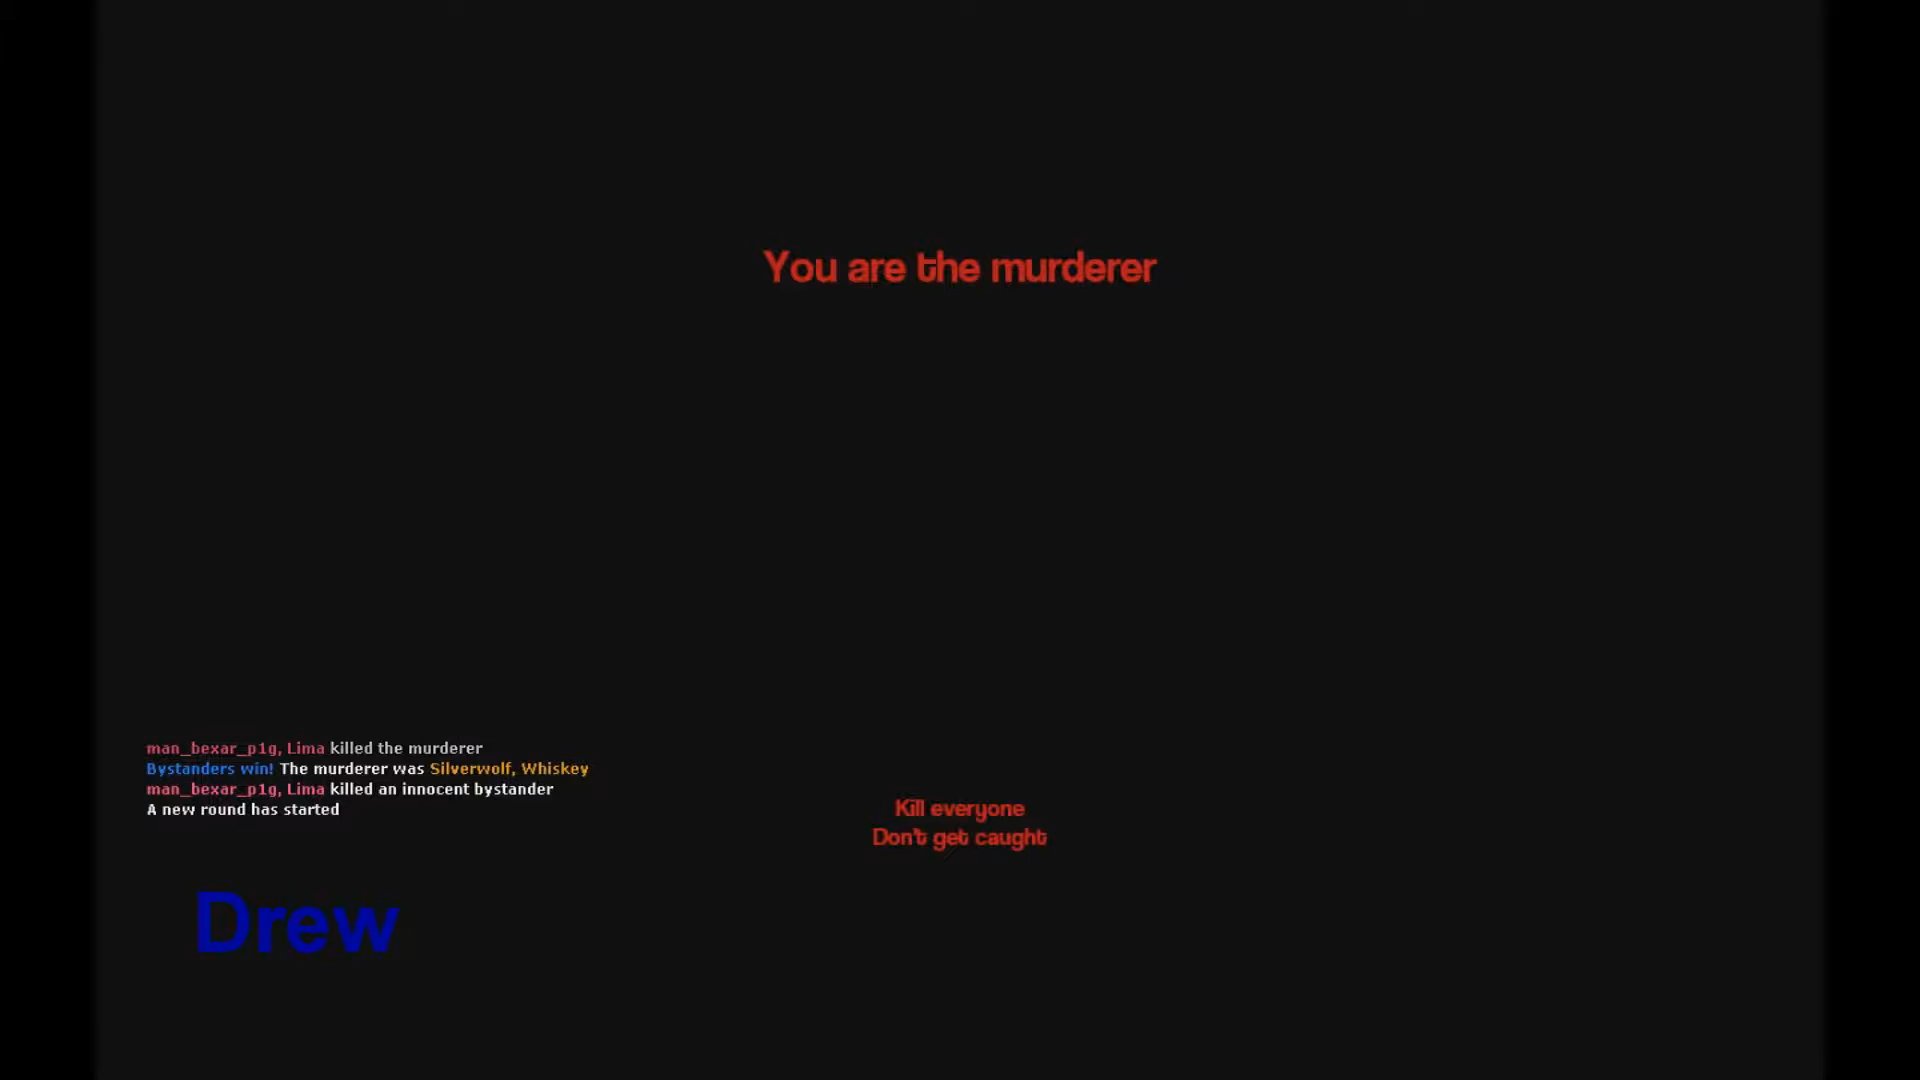 You are the murderer
man_bexar_p1g, Lima killed the murderer
Bystanders win! The murderer was Silverwolf, Whiskey
man_bexar_p1g, Lima killed an innocent bystander
A new round has started
Kill everyone
Don't get caught
Drew